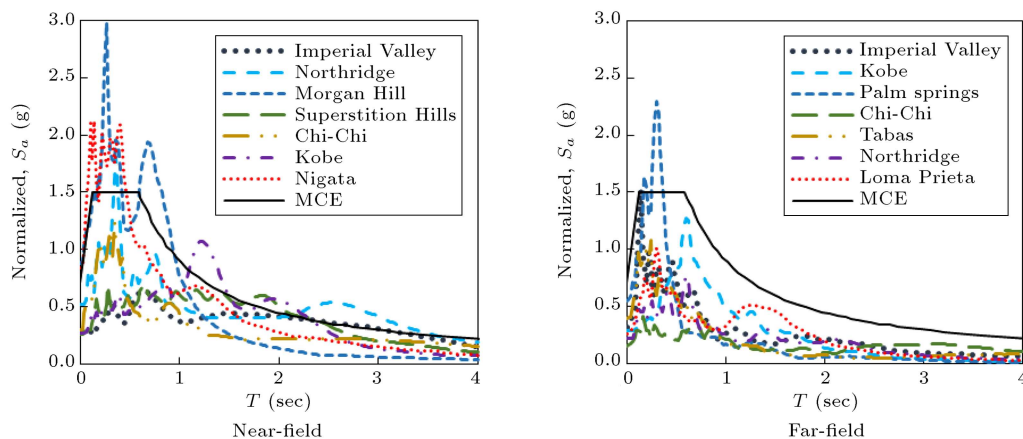 3.0
2.5
2.0
1.5
1.0
0.5
0.0
Normalized, Sa (g)
Imperial Valley
Northridge
Morgan Hill
Superstition Hills
Chi-Chi
Kobe
Nigata
MCE
0 1 2 3 4
T (sec)
Near-field
3.0
2.5
2.0
1.5
1.0
0.5
0.0
Normalized, Sa (g)
Imperial Valley
Kobe
Palm springs
Chi-Chi
Tabas
Northridge
Loma Prieta
MCE
0 1 2 3 4
T (sec)
Far-field